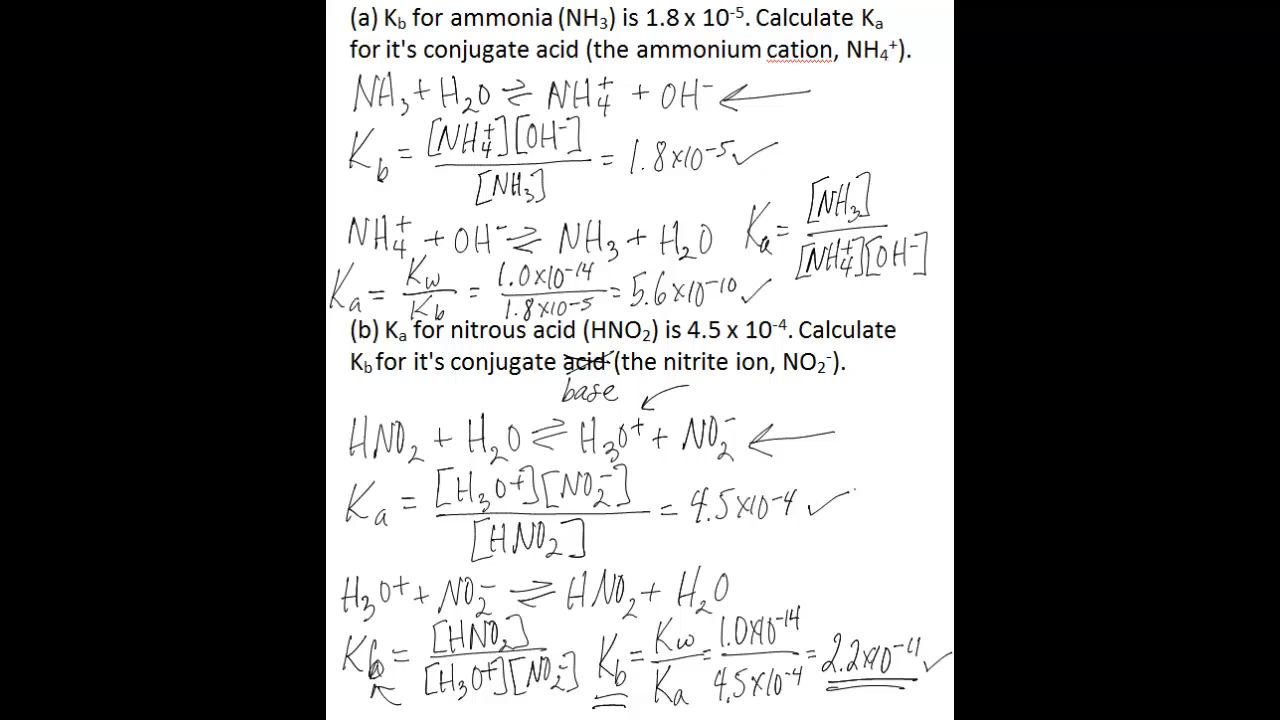 (a) Kb for ammonia (NH3) is 1.8 x 10-5. Calculate Ka
for it's conjugate acid (the ammonium cation, NH4+).
NH3 + H2O ⇌ NH4+ + OH- ←
Kb = [NH4+][OH-] / [NH3] = 1.8x10-5 ✓
NH4+ + OH- ⇌ NH3 + H2O Ka = [NH3] / [NH4+][OH-]
Ka = Kw / Kb = 1.0x10-14 / 1.8x10-5 = 5.6x10-10 ✓
(b) Ka for nitrous acid (HNO2) is 4.5 x 10-4. Calculate
Kb for it's conjugate acid (the nitrite ion, NO2-).
base
HNO2 + H2O ⇌ H3O+ + NO2- ←
Ka = [H3O+][NO2-] / [HNO2] = 4.5x10-4 ✓
H3O+ + NO2- ⇌ HNO2 + H2O
Kb = [HNO2] / [H3O+][NO2-] Kb = Kw / Ka = 1.0x10-14 / 4.5x10-4 = 2.2x10-11 ✓